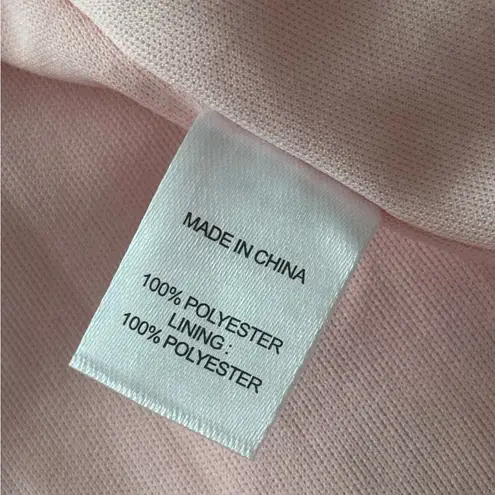 MADE IN CHINA
100% POLYESTER
LINING :
100% POLYESTER